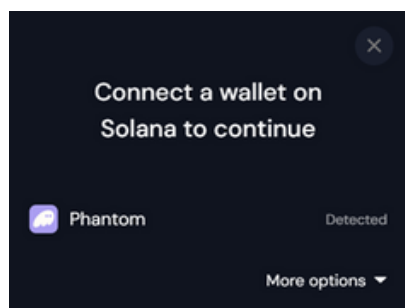 Connect a wallet on
Solana to continue
Phantom Detected
More options